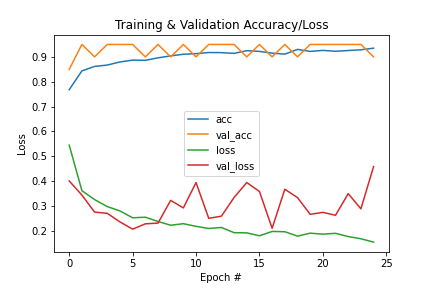 Training & Validation Accuracy/Loss
0.9
0.8
0.7
0.6
0.5
0.4
0.3
0.2
Loss
acc
val_acc
loss
val_loss
0 5 10 15 20 25
Epoch #